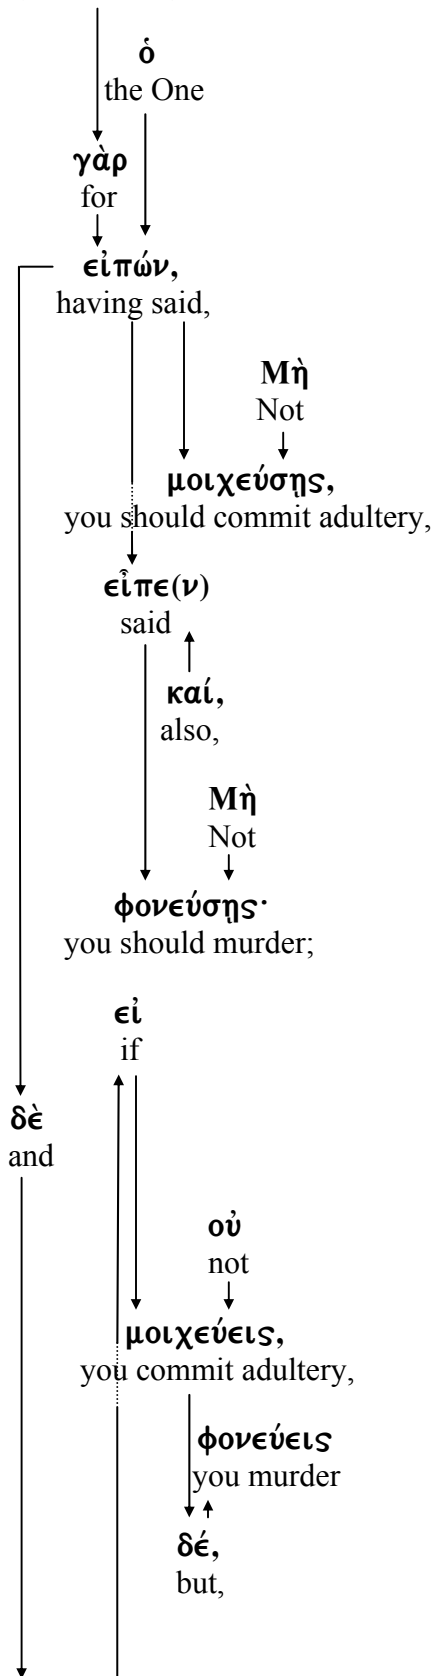 ὁ
the One
γὰρ
for
εἰπών,
having said,
Μὴ
Not
μοιχεύσῃς,
you should commit adultery,
εἶπε(ν)
said
καί,
also,
Μὴ
Not
φονεύσῃς·
you should murder;
εἰ
if
δὲ
and
οὐ
not
μοιχεύεις,
you commit adultery,
φονεύεις
you murder
δέ,
but,